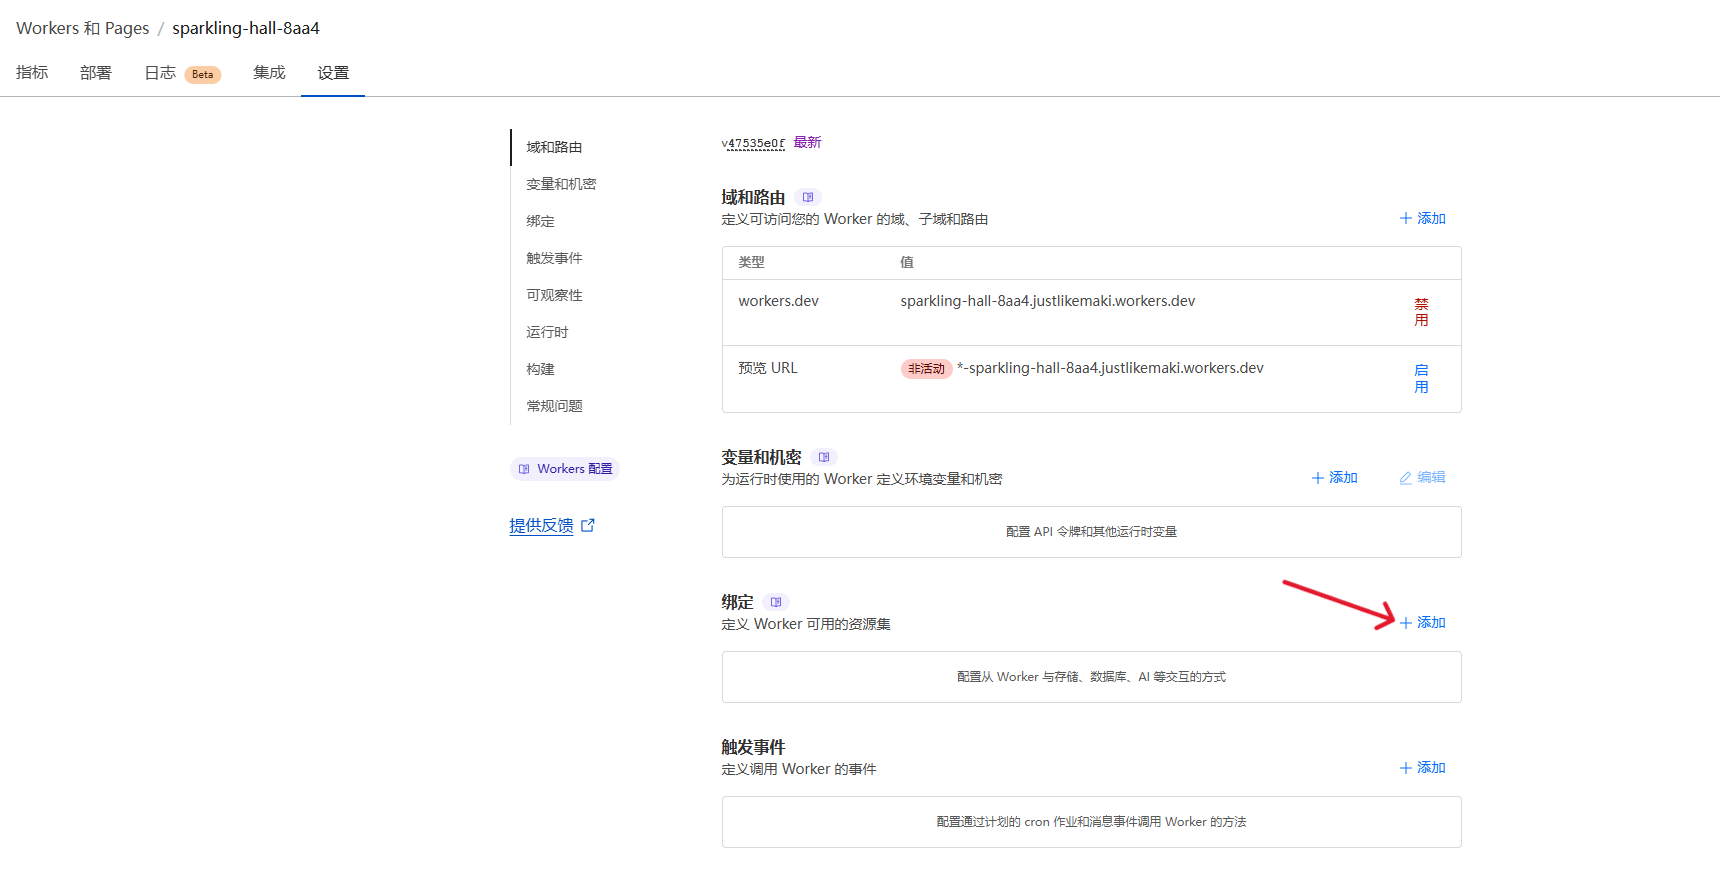 Workers 和 Pages / sparkling-hall-8aa4
指标 部署 日志 Beta 集成 设置
域和路由
变量和机密
绑定
触发事件
可观察性
运行时
构建
常规问题
Workers 配置
提供反馈
v47535e0f 最新
域和路由
定义可访问您的 Worker 的域、子域和路由
添加
类型 值
workers.dev sparkling-hall-8aa4.justlikemaki.workers.dev 禁用
预览 URL 非活动 *-sparkling-hall-8aa4.justlikemaki.workers.dev 启用
变量和机密
为运行时使用的 Worker 定义环境变量和机密
添加 编辑
配置 API 令牌和其他运行时变量
绑定
定义 Worker 可用的资源集
添加
配置从 Worker 与存储、数据库、AI 等交互的方式
触发事件
定义调用 Worker 的事件
添加
配置通过计划的 cron 作业和消息事件调用 Worker 的方法